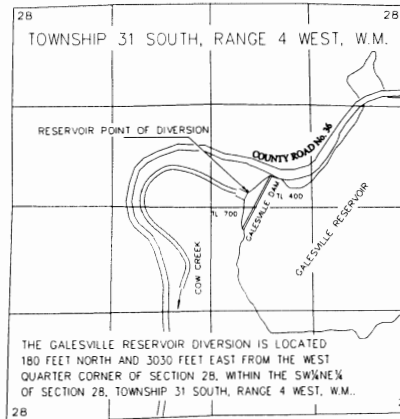 28
28
TOWNSHIP 31 SOUTH, RANGE 4 WEST, W.M.
RESERVOIR POINT OF DIVERSION
COUNTY ROAD No. 36
TL 400
GALESVILLE DAM
TL 700
GALESVILLE RESERVOIR
COW CREEK
THE GALESVILLE RESERVOIR DIVERSION IS LOCATED
180 FEET NORTH AND 3030 FEET EAST FROM THE WEST
QUARTER CORNER OF SECTION 28, WITHIN THE SW¼NE¼
OF SECTION 28, TOWNSHIP 31 SOUTH, RANGE 4 WEST, W.M..
28